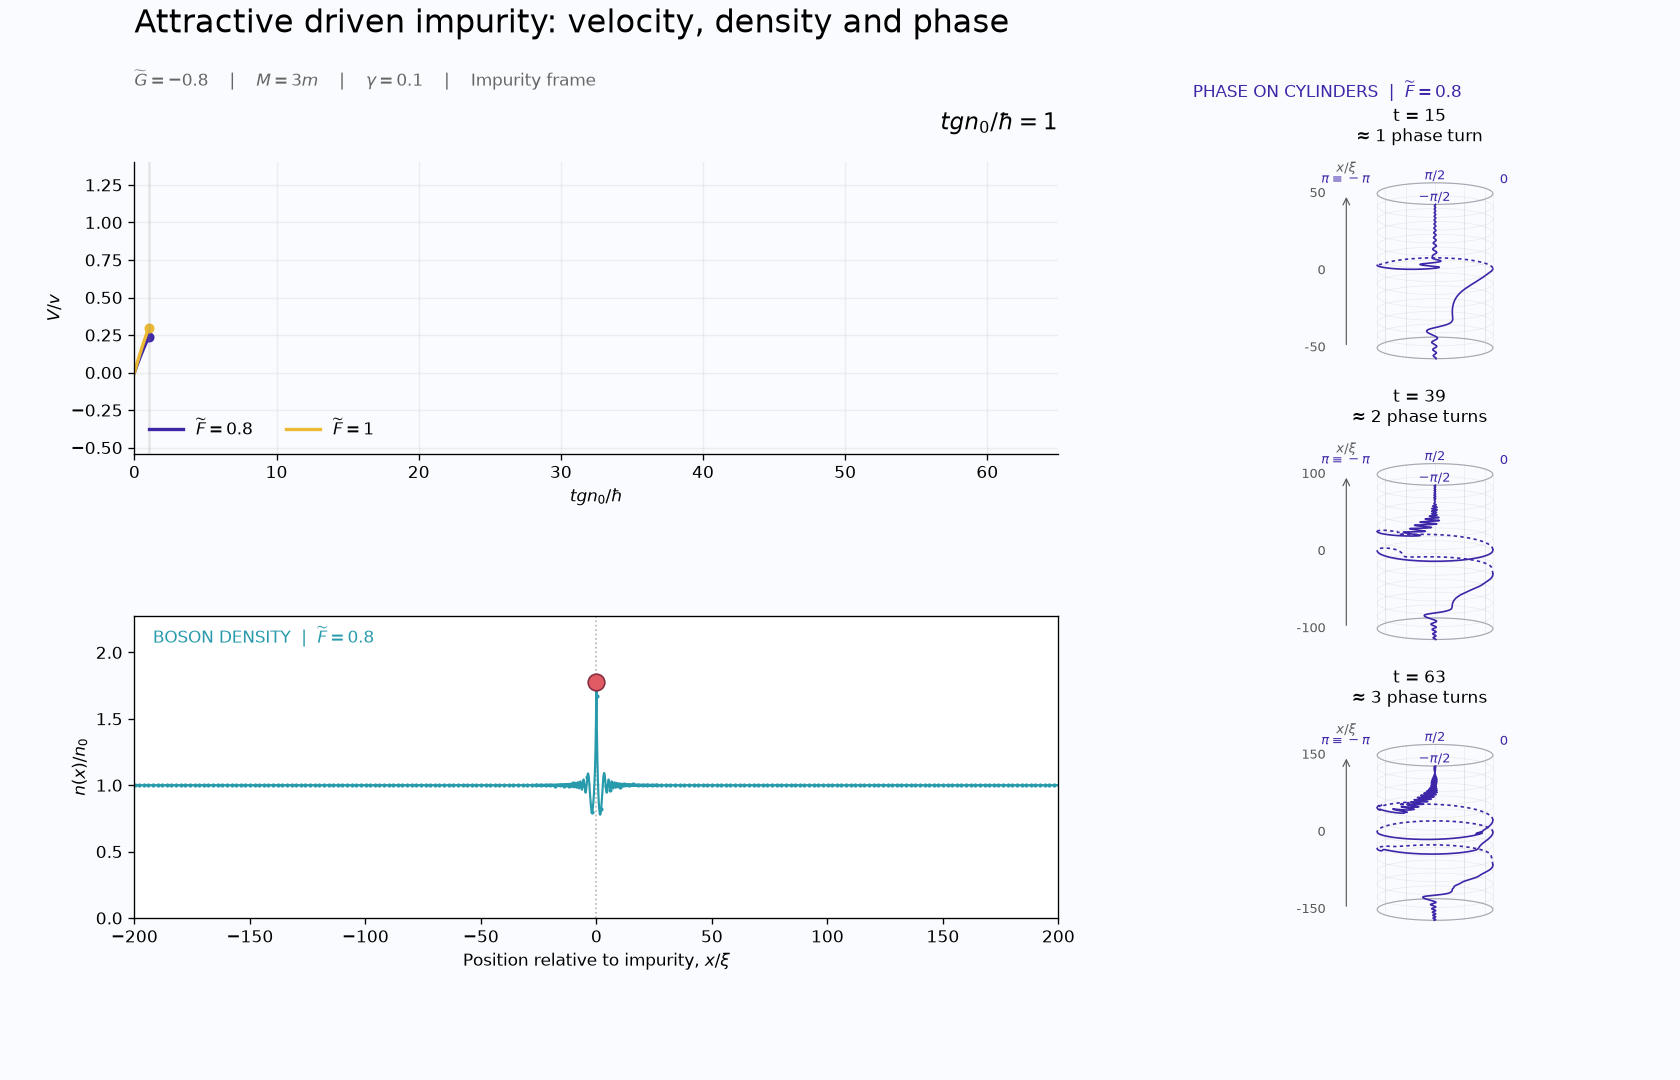 Attractive driven impurity: velocity, density and phase
G̃ = −0.8 | M = 3m | γ = 0.1 | Impurity frame
tgn₀/ħ = 1
V/v
1.25
1.00
0.75
0.50
0.25
0.00
−0.25
−0.50
F̃ = 0.8 F̃ = 1
0 10 20 30 40 50 60
tgn₀/ħ
BOSON DENSITY | F̃ = 0.8
n(x)/n₀
2.0
1.5
1.0
0.5
0.0
−200 −150 −100 −50 0 50 100 150 200
Position relative to impurity, x/ξ
PHASE ON CYLINDERS | F̃ = 0.8
t = 15
≈ 1 phase turn
x/ξ
π ≡ −π π/2 0
50 −π/2
0
-50
t = 39
≈ 2 phase turns
x/ξ
π ≡ −π π/2 0
100 −π/2
0
-100
t = 63
≈ 3 phase turns
x/ξ
π ≡ −π π/2 0
150 −π/2
0
-150